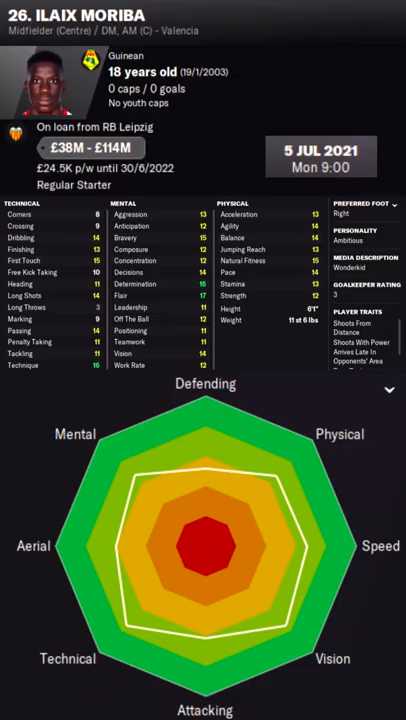 26. ILAIX MORIBA
Midfielder (Centre) / DM, AM (C) - Valencia
Guinean
18 years old (19/1/2003)
0 caps / 0 goals
No youth caps
On loan from RB Leipzig
£38M - £114M
£24.5K p/w until 30/6/2022
Regular Starter
5 JUL 2021
Mon 9:00
TECHNICAL
Corners 8
Crossing 9
Dribbling 14
Finishing 13
First Touch 15
Free Kick Taking 10
Heading 11
Long Shots 14
Long Throws 3
Marking 9
Passing 14
Penalty Taking 11
Tackling 11
Technique 16
MENTAL
Aggression 13
Anticipation 12
Bravery 15
Composure 12
Concentration 12
Decisions 14
Determination 16
Flair 17
Leadership 11
Off The Ball 12
Positioning 11
Teamwork 11
Vision 14
Work Rate 12
PHYSICAL
Acceleration 13
Agility 14
Balance 14
Jumping Reach 13
Natural Fitness 15
Pace 14
Stamina 13
Strength 12
Height 6'1"
Weight 11 st 6 lbs
PREFERRED FOOT
Right
PERSONALITY
Ambitious
MEDIA DESCRIPTION
Wonderkid
GOALKEEPER RATING
3
PLAYER TRAITS
Shoots From
Distance
Shoots With Power
Arrives Late In
Opponents' Area
Defending
Mental
Physical
Aerial
Speed
Technical
Vision
Attacking